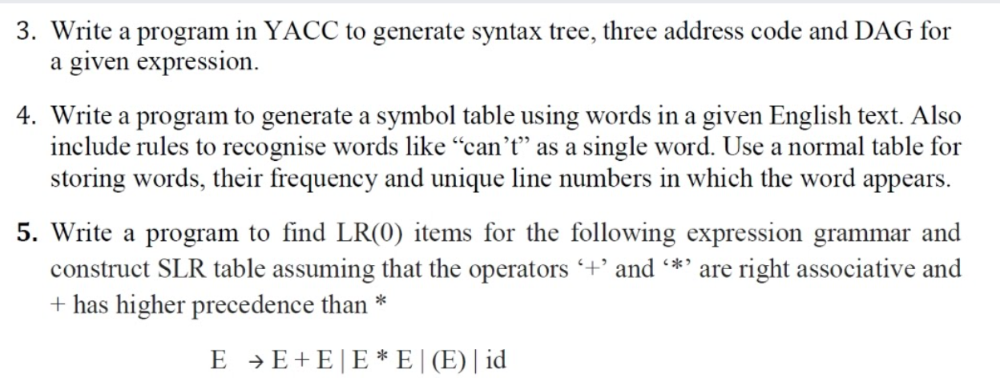 3. Write a program in YACC to generate syntax tree, three address code and DAG for
a given expression.
4. Write a program to generate a symbol table using words in a given English text. Also
include rules to recognise words like “can’t” as a single word. Use a normal table for
storing words, their frequency and unique line numbers in which the word appears.
5. Write a program to find LR(0) items for the following expression grammar and
construct SLR table assuming that the operators ‘+’ and ‘*’ are right associative and
+ has higher precedence than *
E → E + E | E * E | (E) | id